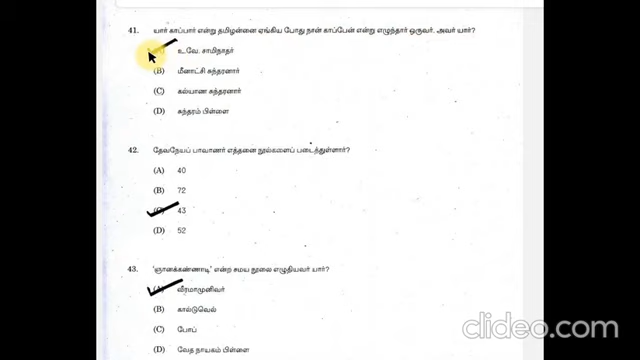 41. யார் காப்பார் என்று தமிழன்னை ஏங்கிய போது நான் காப்பேன் என்று எழுந்தார் ஒருவர். அவர் யார்?
உ.வே. சாமிநாதர்
(B) மீனாட்சி சுந்தரனார்
(C) கல்யாண சுந்தரனார்
(D) சுந்தரம் பிள்ளை
42. தேவநேயப் பாவாணர் எத்தனை நூல்களைப் படைத்துள்ளார்?
(A) 40
(B) 72
(C) 43
(D) 52
43. 'ஞானக்கண்ணாடி' என்ற சமய நூலை எழுதியவர் யார்?
(A) வீரமாமுனிவர்
(B) கால்டுவெல்
(C) போப்
(D) வேத நாயகம் பிள்ளை
clideo.com